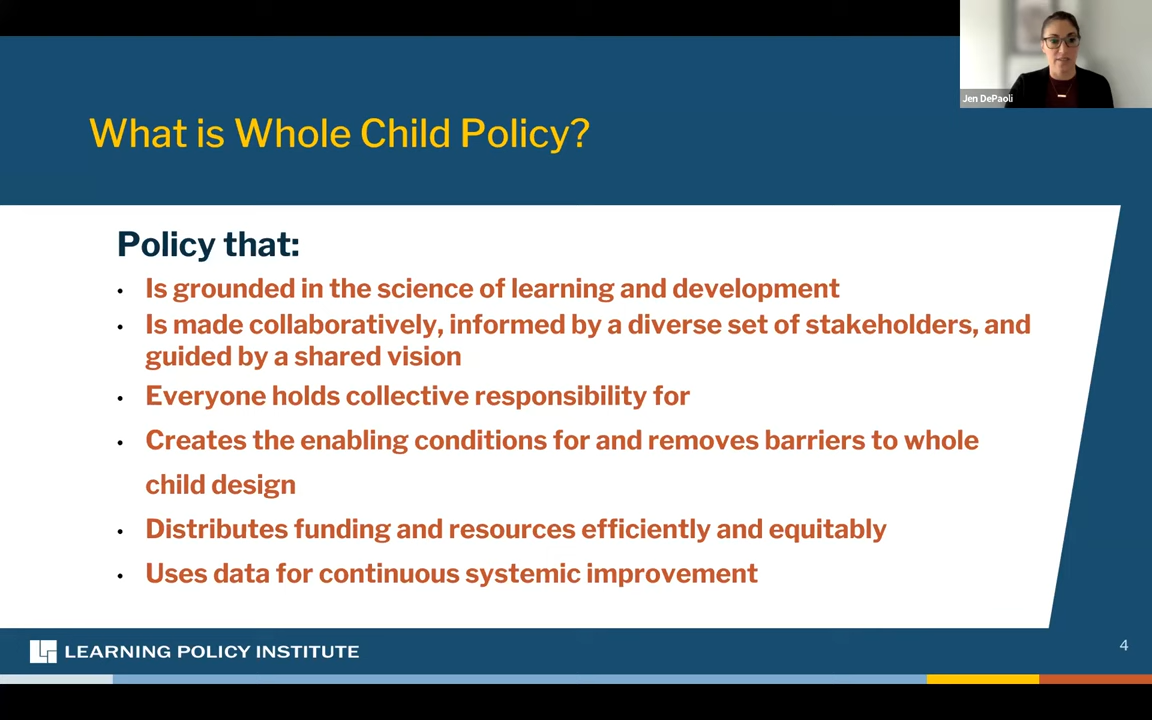 Jen DePaoli
What is Whole Child Policy?
Policy that:
• Is grounded in the science of learning and development
• Is made collaboratively, informed by a diverse set of stakeholders, and
guided by a shared vision
• Everyone holds collective responsibility for
• Creates the enabling conditions for and removes barriers to whole
child design
• Distributes funding and resources efficiently and equitably
• Uses data for continuous systemic improvement
LEARNING POLICY INSTITUTE
4